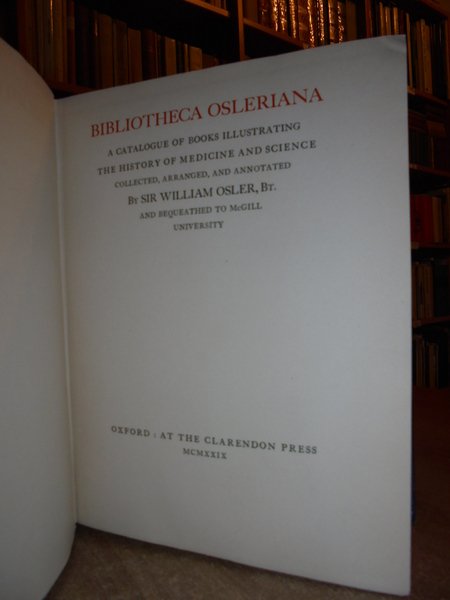 BIBLIOTHECA OSLERIANA
A CATALOGUE OF BOOKS ILLUSTRATING
THE HISTORY OF MEDICINE AND SCIENCE
COLLECTED, ARRANGED, AND ANNOTATED
BY SIR WILLIAM OSLER, BT.
AND BEQUEATHED TO MCGILL
UNIVERSITY
OXFORD : AT THE CLARENDON PRESS
MCMXXIX